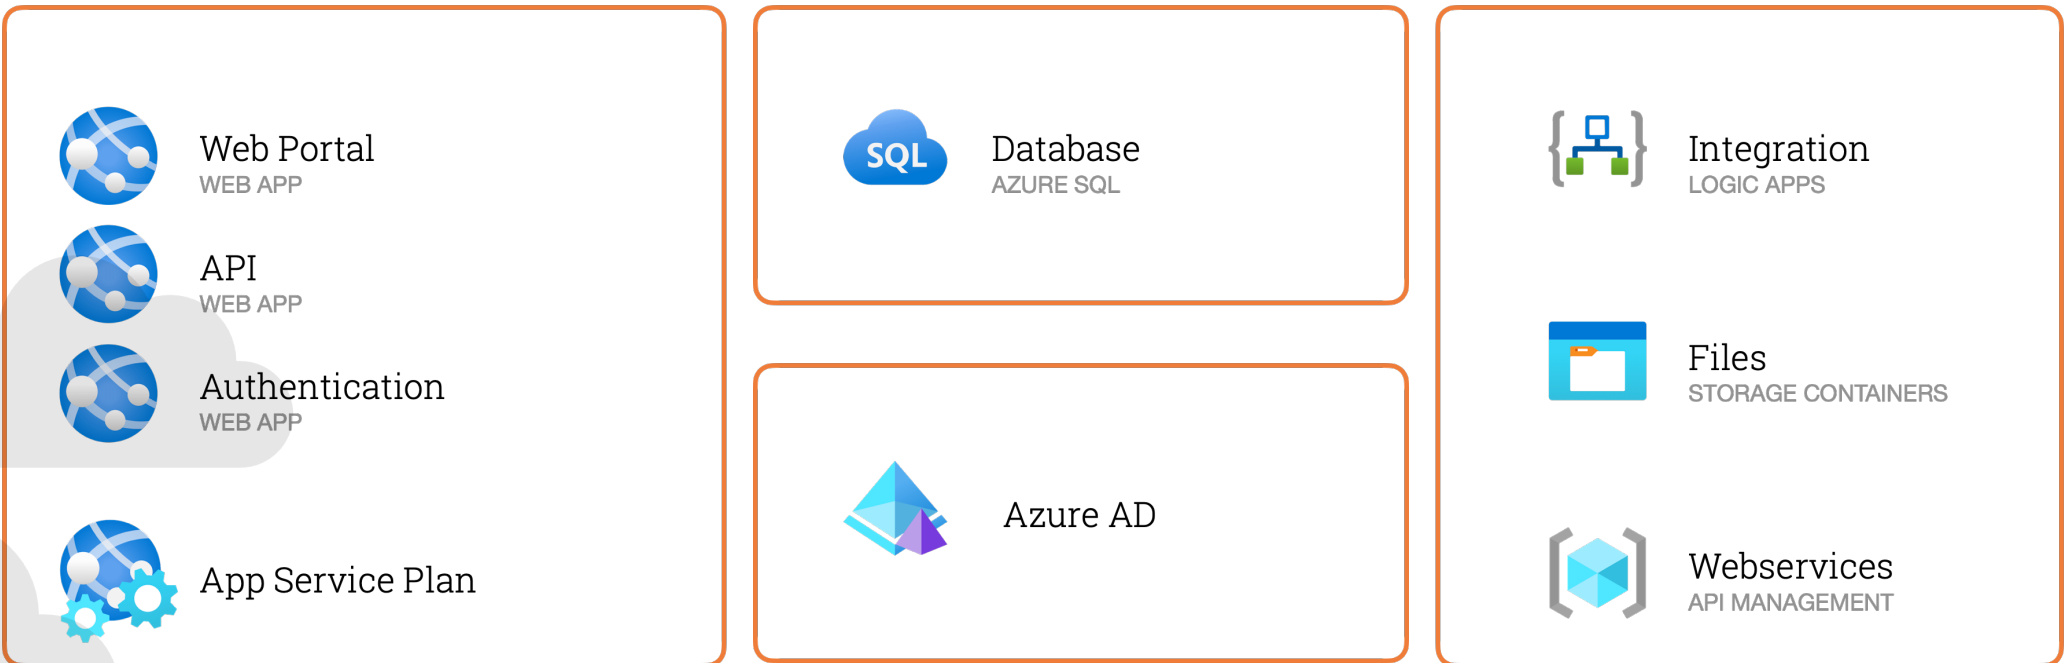 Web Portal
WEB APP
API
WEB APP
Authentication
WEB APP
App Service Plan
SQL
Database
AZURE SQL
Azure AD
Integration
LOGIC APPS
Files
STORAGE CONTAINERS
Webservices
API MANAGEMENT